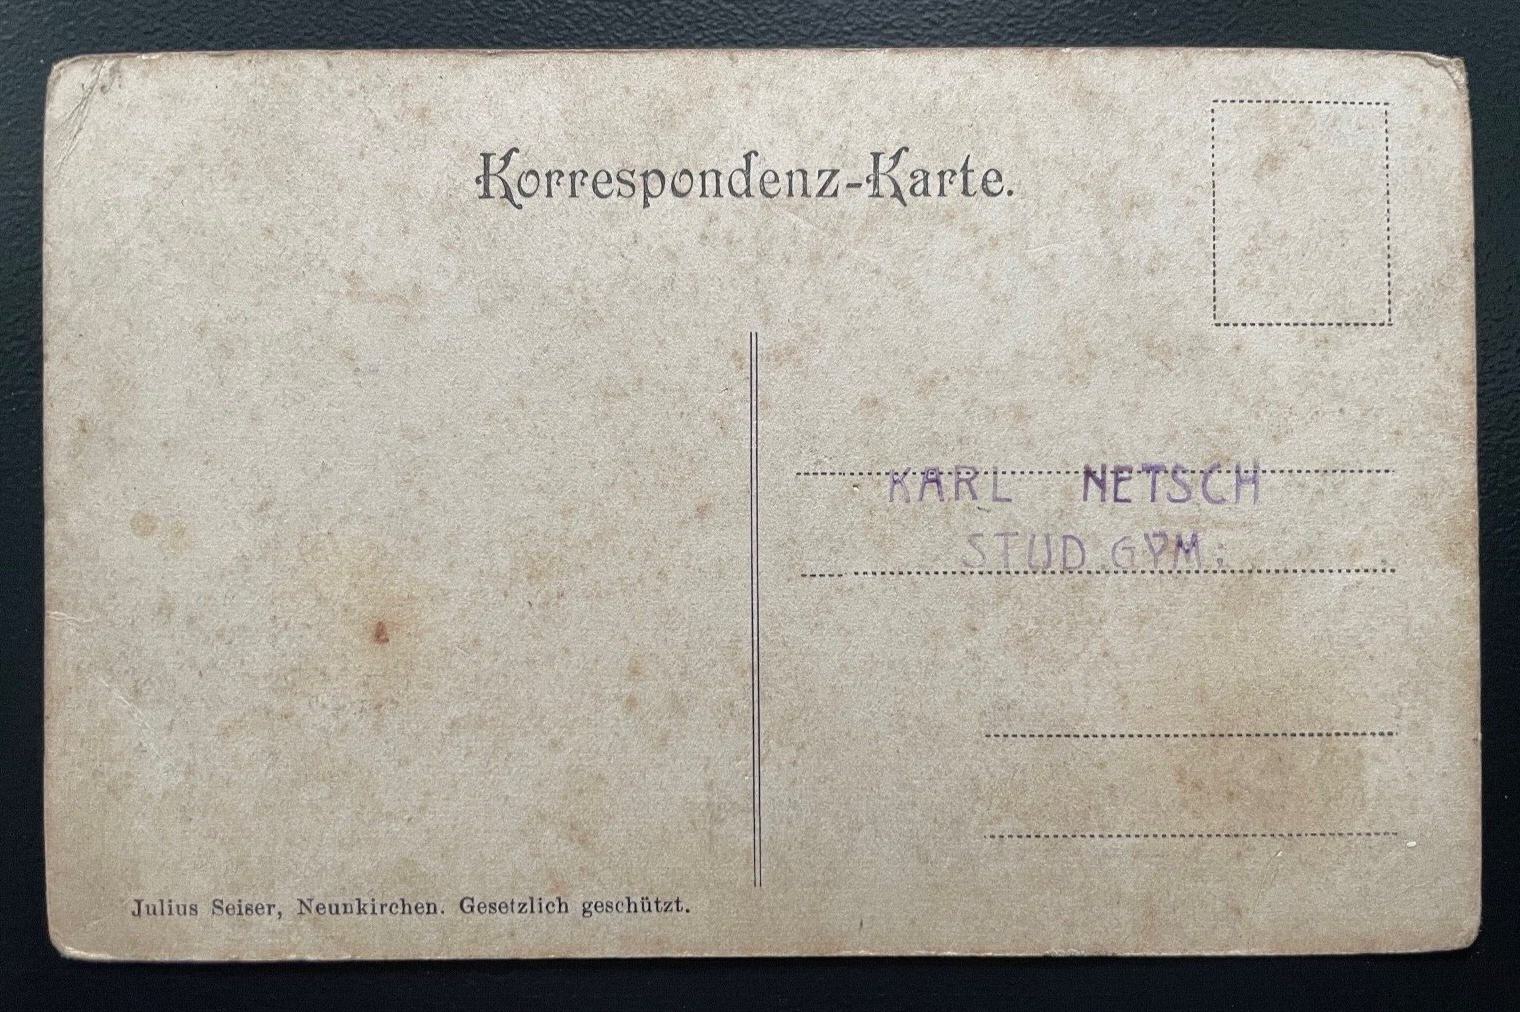 Korrespondenz-Karte.
KARL NETSCH
STUD. GYM.
Julius Seiser, Neunkirchen. Gesetzlich geschützt.